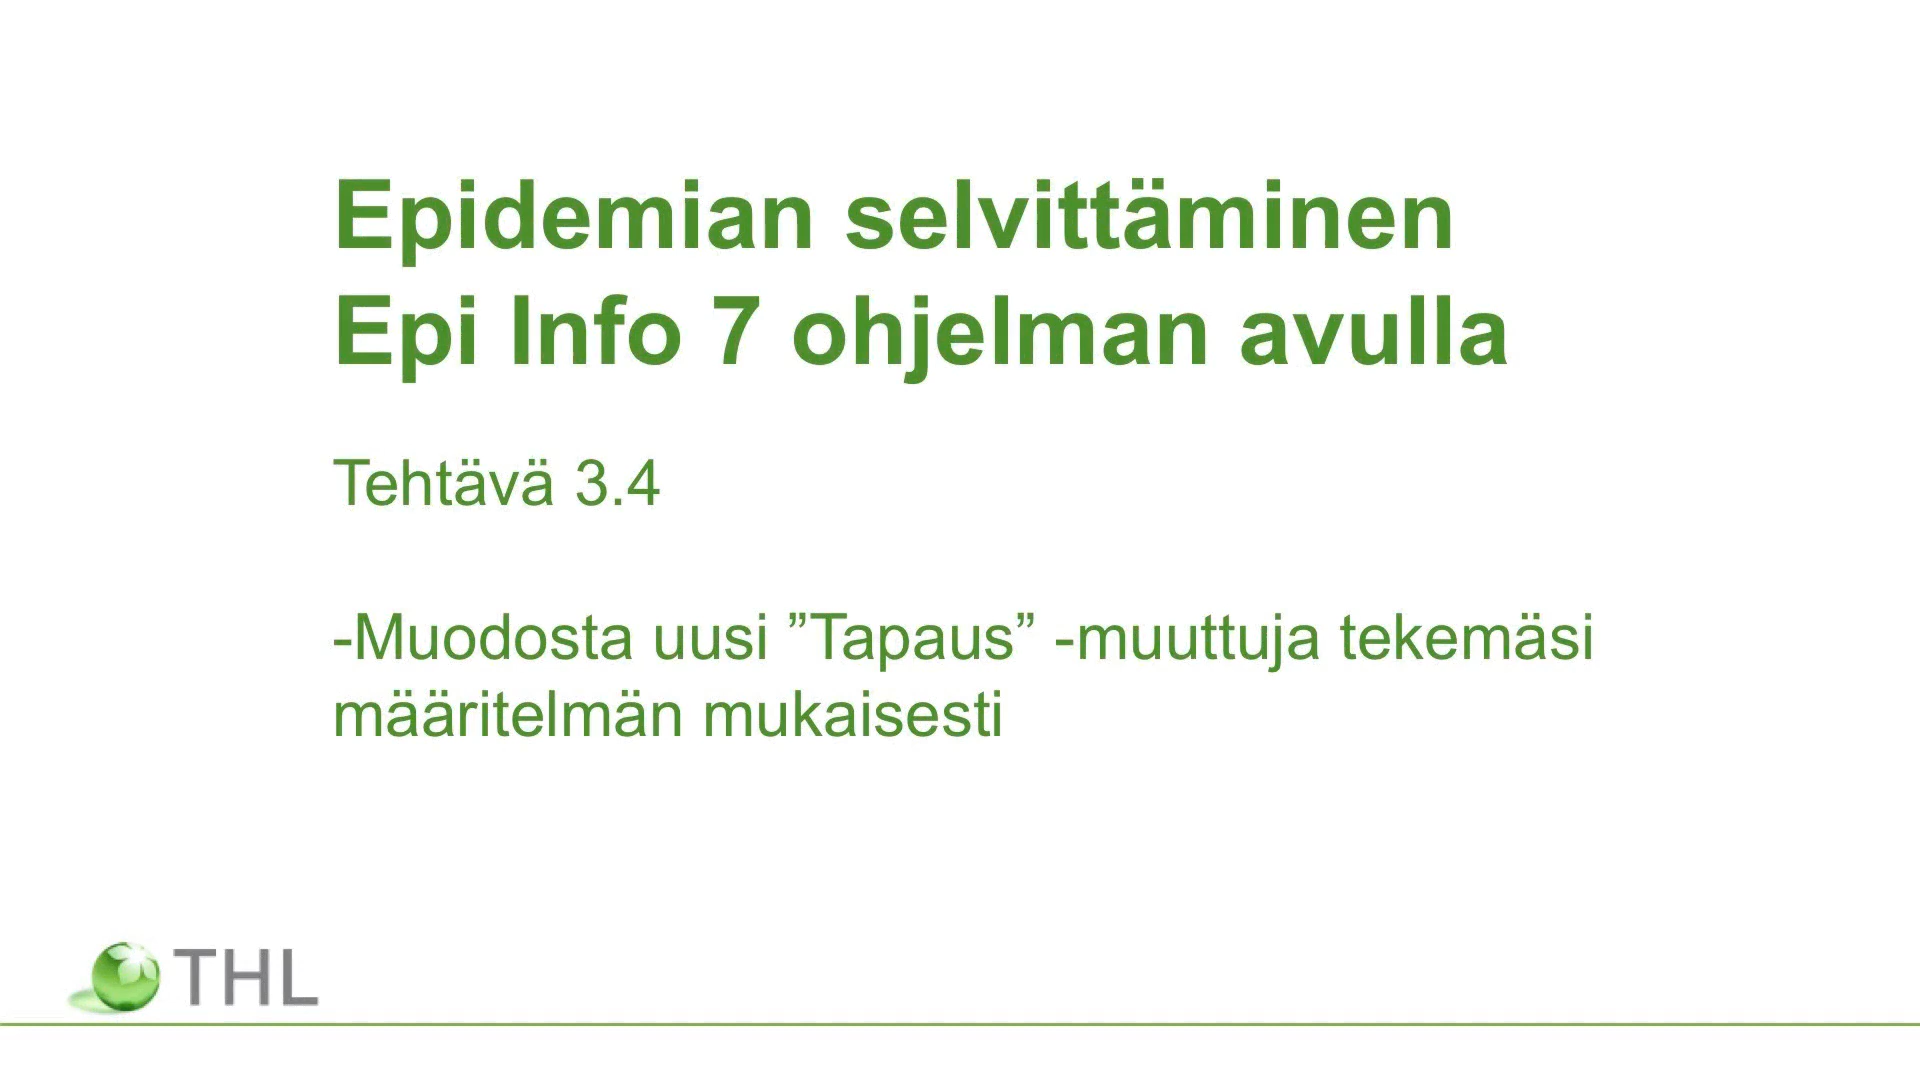 Epidemian selvittäminen
Epi Info 7 ohjelman avulla
Tehtävä 3.4
-Muodosta uusi ”Tapaus” -muuttuja tekemäsi
määritelmän mukaisesti
THL